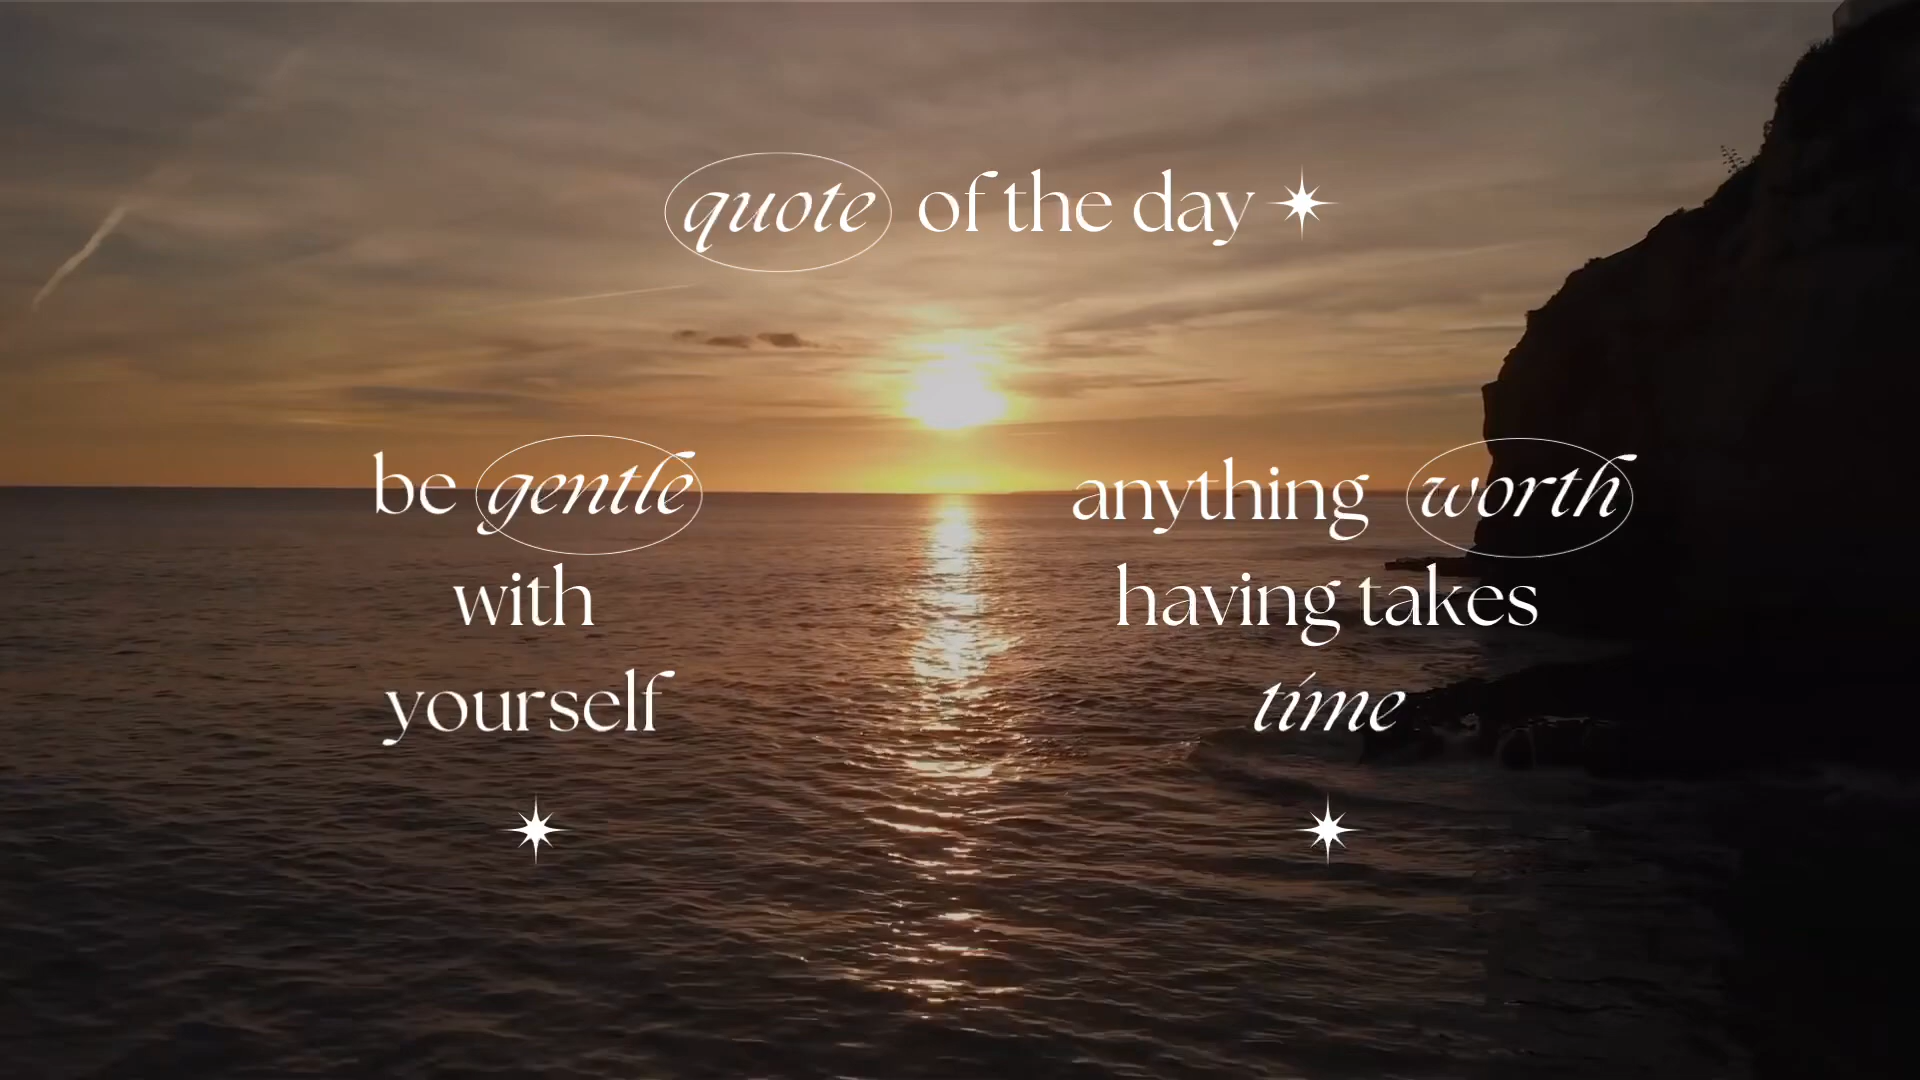 quote of the day
be gentle
with
yourself
anything worth
having takes
time